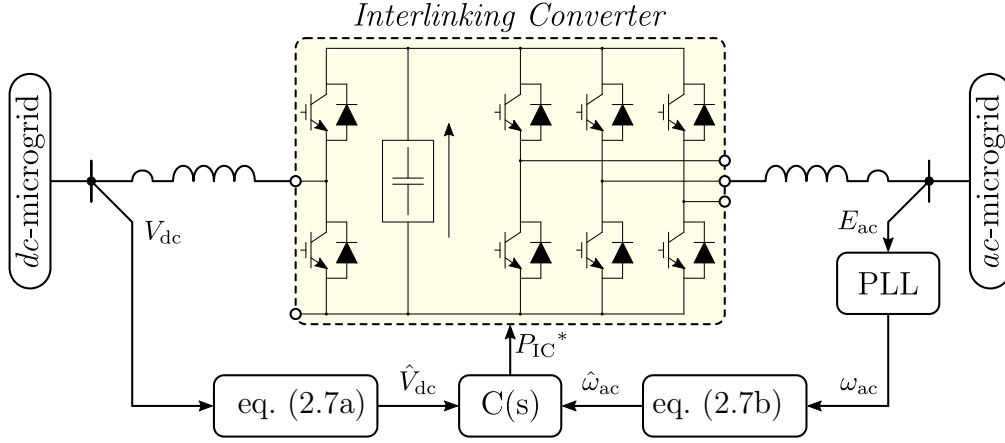 Interlinking Converter
dc-microgrid
ac-microgrid
V_dc
E_ac
PLL
P_IC*
V̂_dc
ω̂_ac
ω_ac
eq. (2.7a)
C(s)
eq. (2.7b)